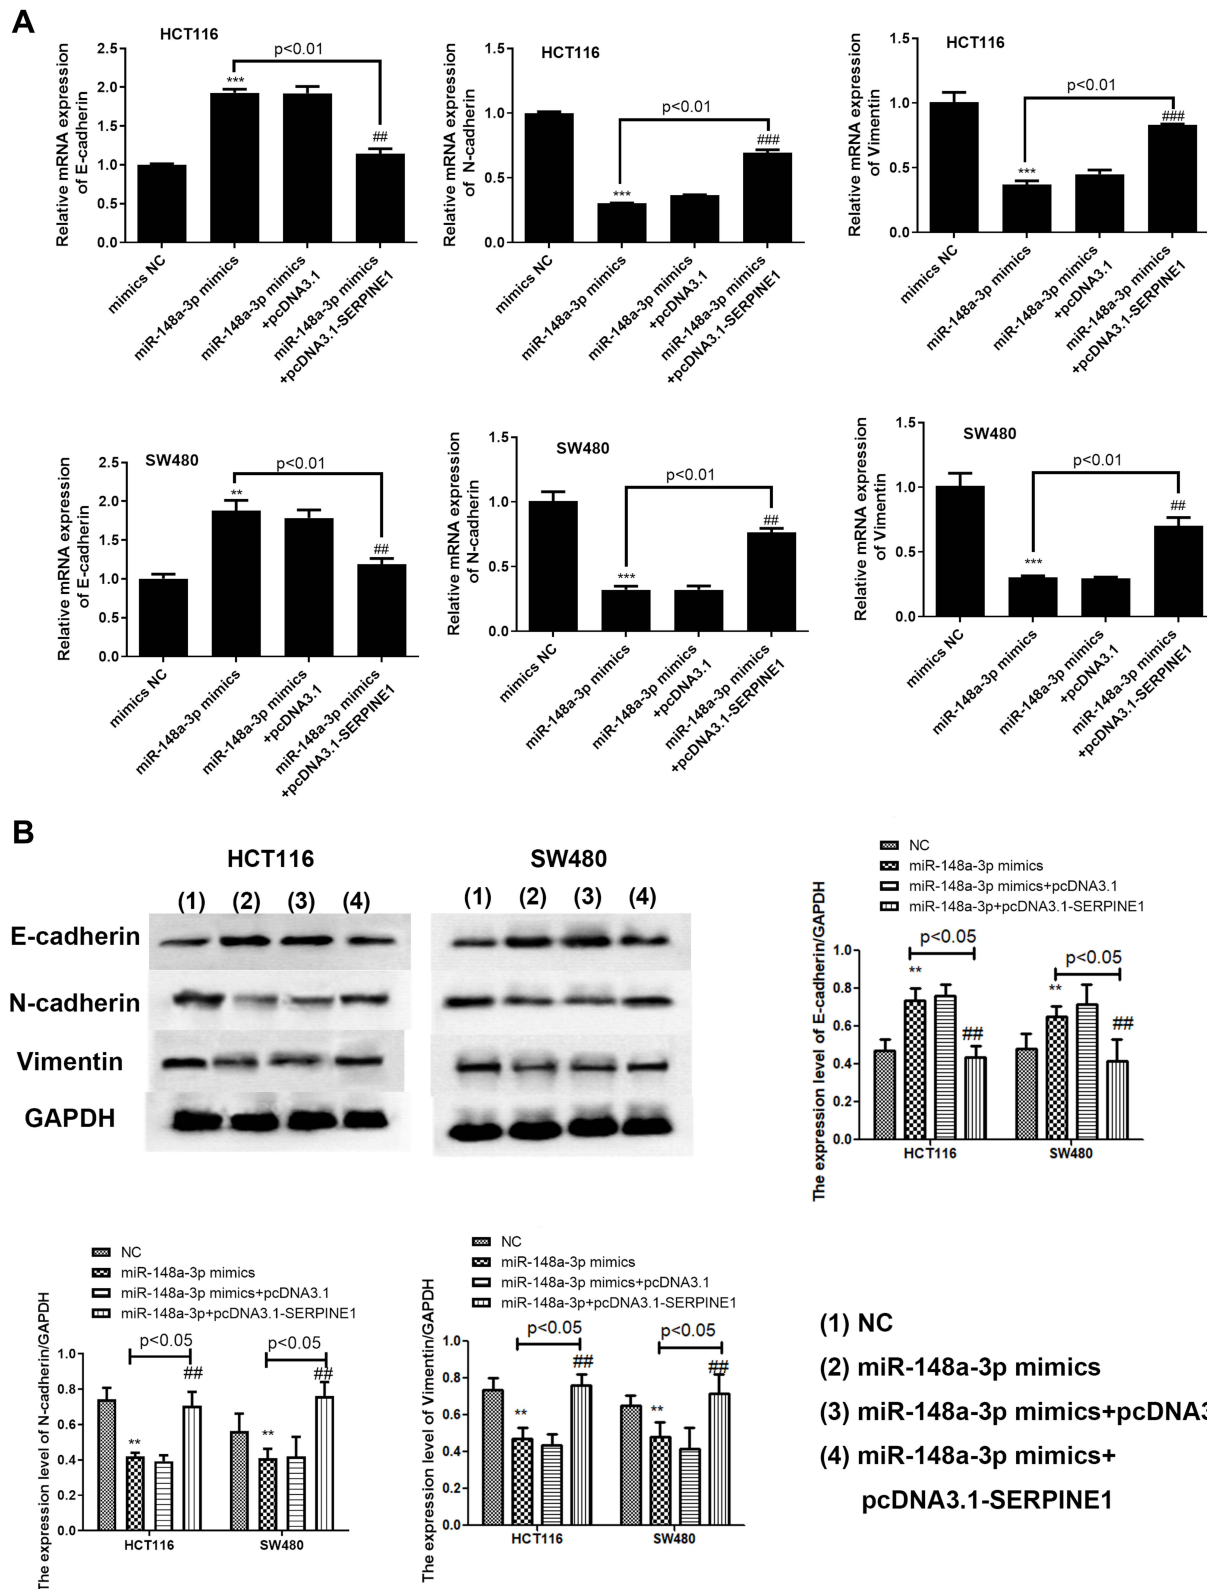 A
HCT116
Relative mRNA expression
of E-cadherin
2.5
2.0
1.5
1.0
0.5
0.0
***
p<0.01
##
mimics NC
miR-148a-3p mimics
miR-148a-3p mimics
+pcDNA3.1
miR-148a-3p mimics
+pcDNA3.1-SERPINE1
HCT116
Relative mRNA expression
of N-cadherin
1.5
1.0
0.5
0.0
***
p<0.01
###
mimics NC
miR-148a-3p mimics
miR-148a-3p mimics
+pcDNA3.1
miR-148a-3p mimics
+pcDNA3.1-SERPINE1
HCT116
Relative mRNA expression
of Vimentin
1.5
1.0
0.5
0.0
***
p<0.01
###
mimics NC
miR-148a-3p mimics
miR-148a-3p mimics
+pcDNA3.1
miR-148a-3p mimics
+pcDNA3.1-SERPINE1
SW480
Relative mRNA expression
of E-cadherin
2.5
2.0
1.5
1.0
0.5
0.0
**
p<0.01
##
mimics NC
miR-148a-3p mimics
miR-148a-3p mimics
+pcDNA3.1
miR-148a-3p mimics
+pcDNA3.1-SERPINE1
SW480
Relative mRNA expression
of N-cadherin
1.5
1.0
0.5
0.0
***
p<0.01
##
mimics NC
miR-148a-3p mimics
miR-148a-3p mimics
+pcDNA3.1
miR-148a-3p mimics
+pcDNA3.1-SERPINE1
SW480
Relative mRNA expression
of Vimentin
1.5
1.0
0.5
0.0
***
p<0.01
##
mimics NC
miR-148a-3p mimics
miR-148a-3p mimics
+pcDNA3.1
miR-148a-3p mimics
+pcDNA3.1-SERPINE1
B
HCT116
SW480
(1) (2) (3) (4)
(1) (2) (3) (4)
E-cadherin
N-cadherin
Vimentin
GAPDH
NC
miR-148a-3p mimics
miR-148a-3p mimics+pcDNA3.1
miR-148a-3p+pcDNA3.1-SERPINE1
The expression level of E-cadherin/GAPDH
1.0
0.8
0.6
0.4
0.2
0.0
**
p<0.05
##
**
p<0.05
##
HCT116
SW480
NC
miR-148a-3p mimics
miR-148a-3p mimics+pcDNA3.1
miR-148a-3p+pcDNA3.1-SERPINE1
The expression level of N-cadherin/GAPDH
1.0
0.8
0.6
0.4
0.2
0.0
**
p<0.05
##
**
p<0.05
##
HCT116
SW480
NC
miR-148a-3p mimics
miR-148a-3p mimics+pcDNA3.1
miR-148a-3p+pcDNA3.1-SERPINE1
The expression level of Vimentin/GAPDH
1.0
0.8
0.6
0.4
0.2
0.0
**
p<0.05
##
**
p<0.05
##
HCT116
SW480
(1) NC
(2) miR-148a-3p mimics
(3) miR-148a-3p mimics+pcDNA3
(4) miR-148a-3p mimics+
pcDNA3.1-SERPINE1